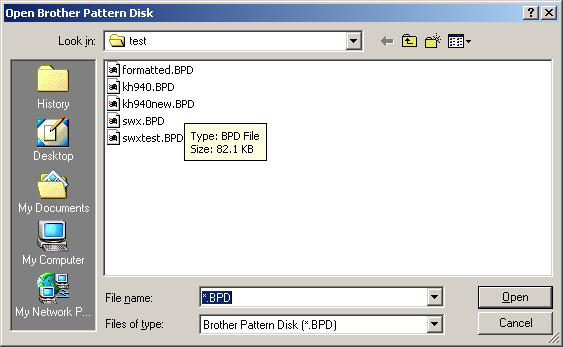 Open Brother Pattern Disk
Look in: test
History
Desktop
My Documents
My Computer
My Network P...
formatted.BPD
kh940.BPD
kh940new.BPD
swx.BPD
swxtest.BPD
Type: BPD File
Size: 82.1 KB
File name: *.BPD
Open
Files of type: Brother Pattern Disk (*.BPD)
Cancel